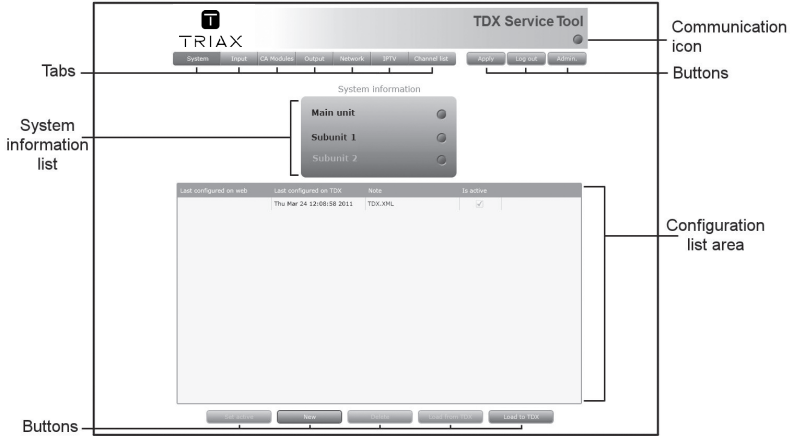 TRIAX
TDX Service Tool
Communication icon
System Input CA Modules Output Network IPTV Channel list Apply Log out Admin.
Tabs
Buttons
System information
Main unit
Subunit 1
Subunit 2
System information list
Last configured on web Last configured on TDX Note Is active
Thu Mar 24 12:08:58 2011 TDX.XML
Configuration list area
Set active New Delete Load from TDX Load to TDX
Buttons